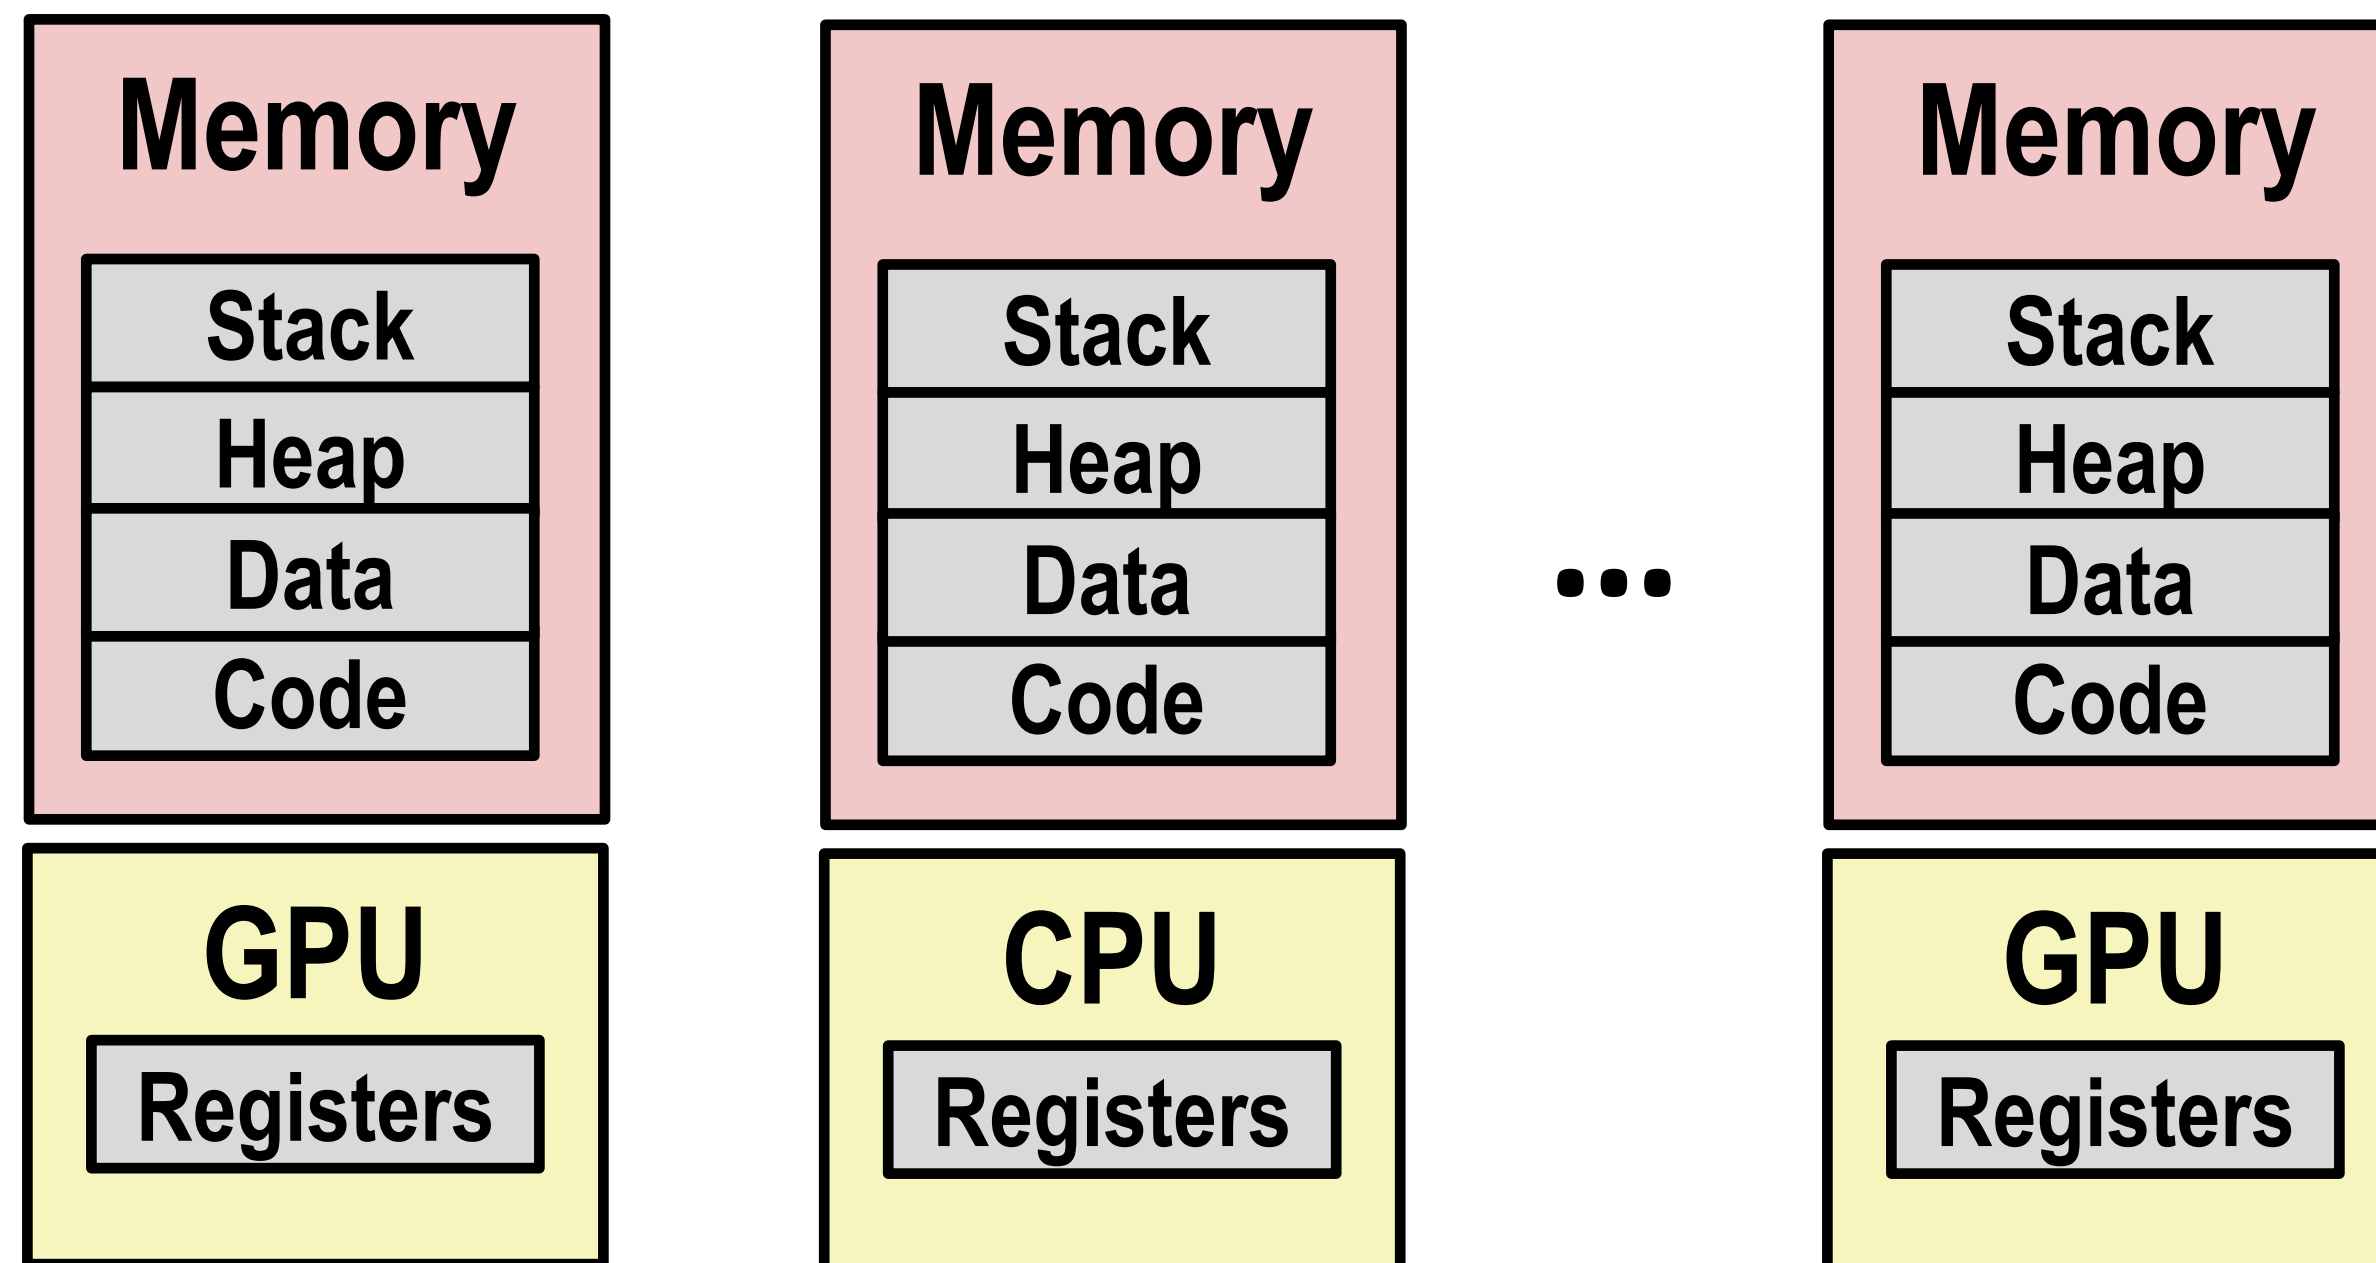 Memory
Stack
Heap
Data
Code
GPU
Registers
Memory
Stack
Heap
Data
Code
CPU
Registers
...
Memory
Stack
Heap
Data
Code
GPU
Registers